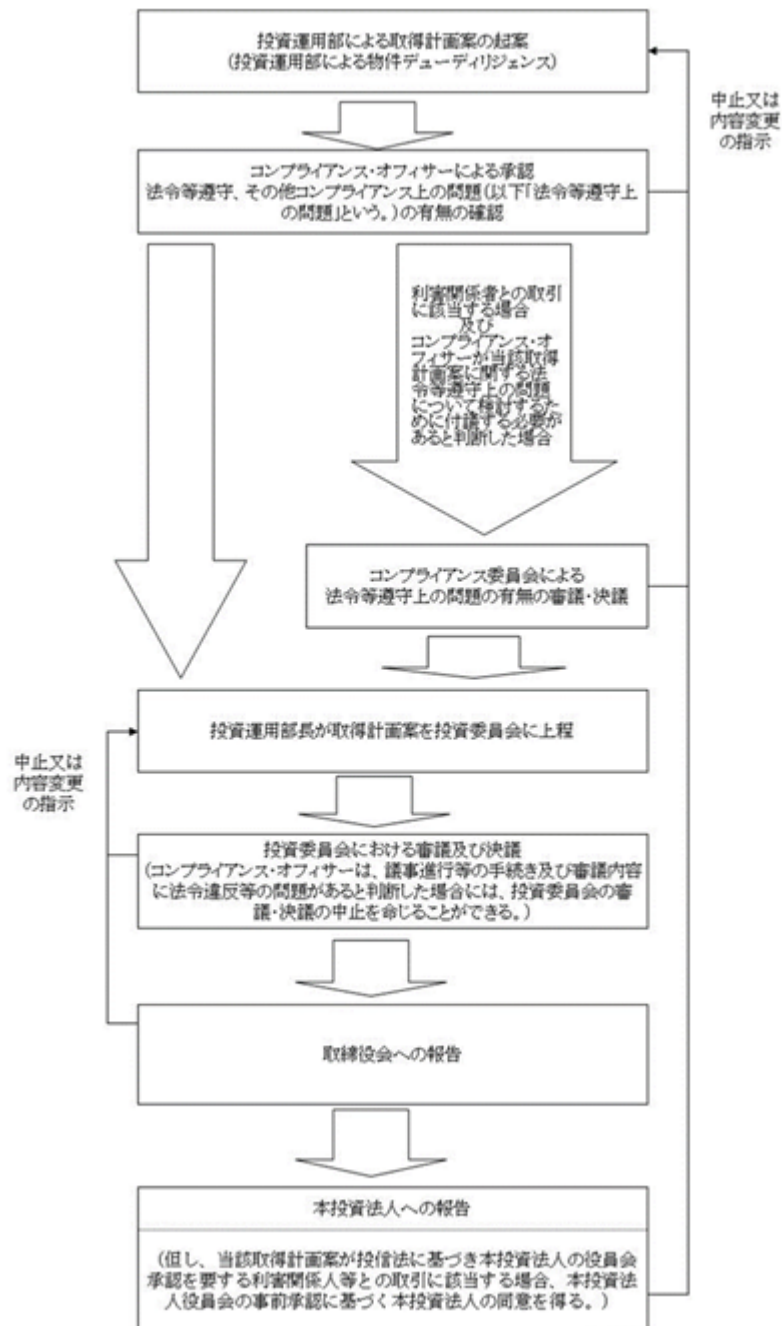 投資運用部による取得計画案の起案
(投資運用部による物件デューディリジェンス)
中止又は
内容変更
の指示
コンプライアンス・オフィサーによる承認
法令等遵守、その他コンプライアンス上の問題(以下「法令等遵守上
の問題」という。)の有無の確認
利害関係者との取引
に該当する場合
及び
コンプライアンス・オ
フィサーが当該取得
計画案に関する法
令等遵守上の問題
について検討するた
めに付議する必要が
あると判断した場合
コンプライアンス委員会による
法令等遵守上の問題の有無の審議・決議
投資運用部長が取得計画案を投資委員会に上程
中止又は
内容変更
の指示
投資委員会における審議及び決議
(コンプライアンス・オフィサーは、議事進行等の手続き及び審議内容
に法令違反等の問題があると判断した場合には、投資委員会の審
議・決議の中止を命じることができる。)
取締役会への報告
本投資法人への報告
(但し、当該取得計画案が投信法に基づき本投資法人の役員会
承認を要する利害関係人等との取引に該当する場合、本投資法
人役員会の事前承認に基づく本投資法人の同意を得る。)